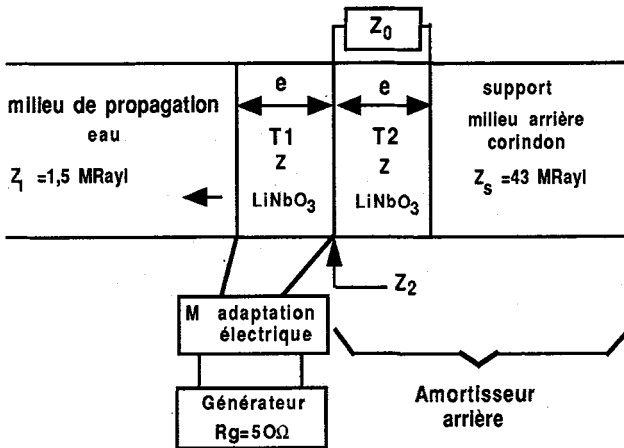 Z₀
milieu de propagation
eau
Zₗ =1,5 MRayl
e
T1
Z
LiNbO₃
e
T2
Z
LiNbO₃
support
milieu arrière
corindon
Zₛ =43 MRayl
Z₂
M adaptation
électrique
Générateur
Rg=50Ω
Amortisseur
arrière